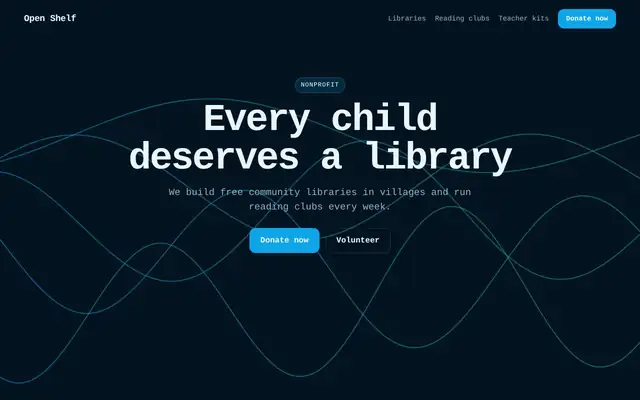 Open Shelf
Libraries Reading clubs Teacher kits Donate now
NONPROFIT
Every child
deserves a library
We build free community libraries in villages and run
reading clubs every week.
Donate now Volunteer